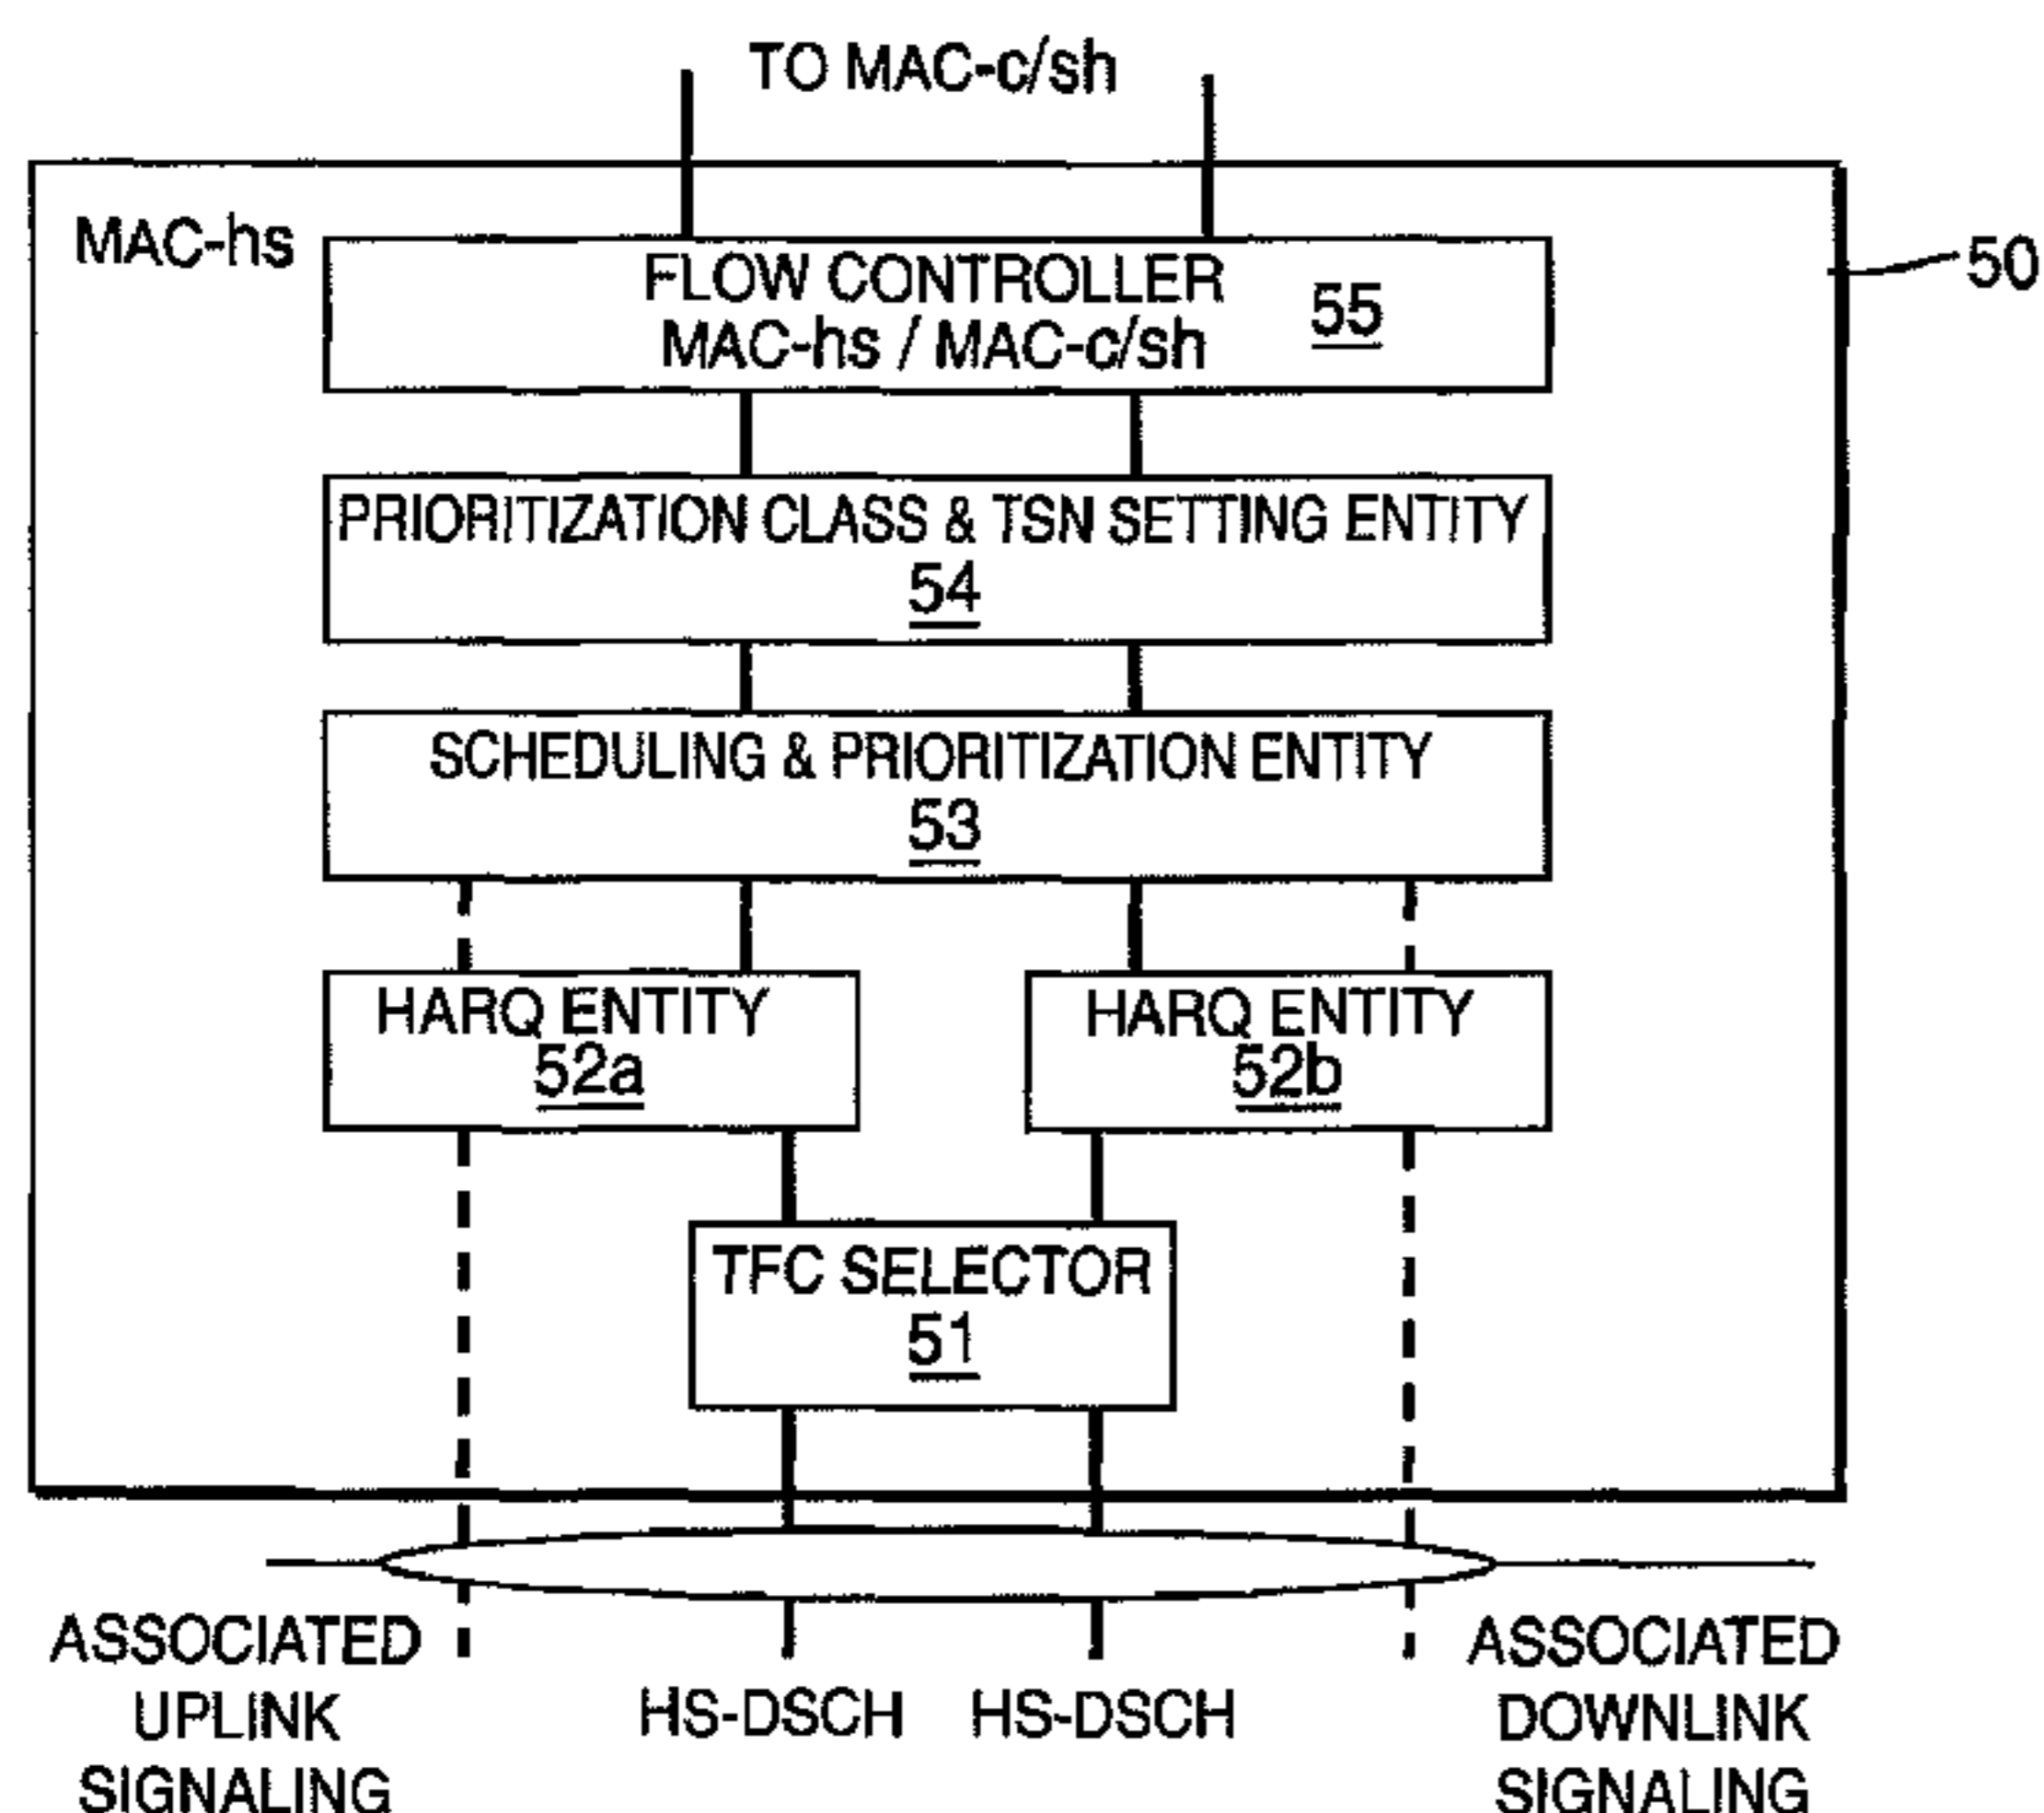 TO MAC-c/sh
MAC-hs
50
FLOW CONTROLLER
MAC-hs / MAC-c/sh
55
PRIORITIZATION CLASS & TSN SETTING ENTITY
54
SCHEDULING & PRIORITIZATION ENTITY
53
HARQ ENTITY
52a
HARQ ENTITY
52b
TFC SELECTOR
51
ASSOCIATED
UPLINK
SIGNALING
HS-DSCH
HS-DSCH
ASSOCIATED
DOWNLINK
SIGNALING